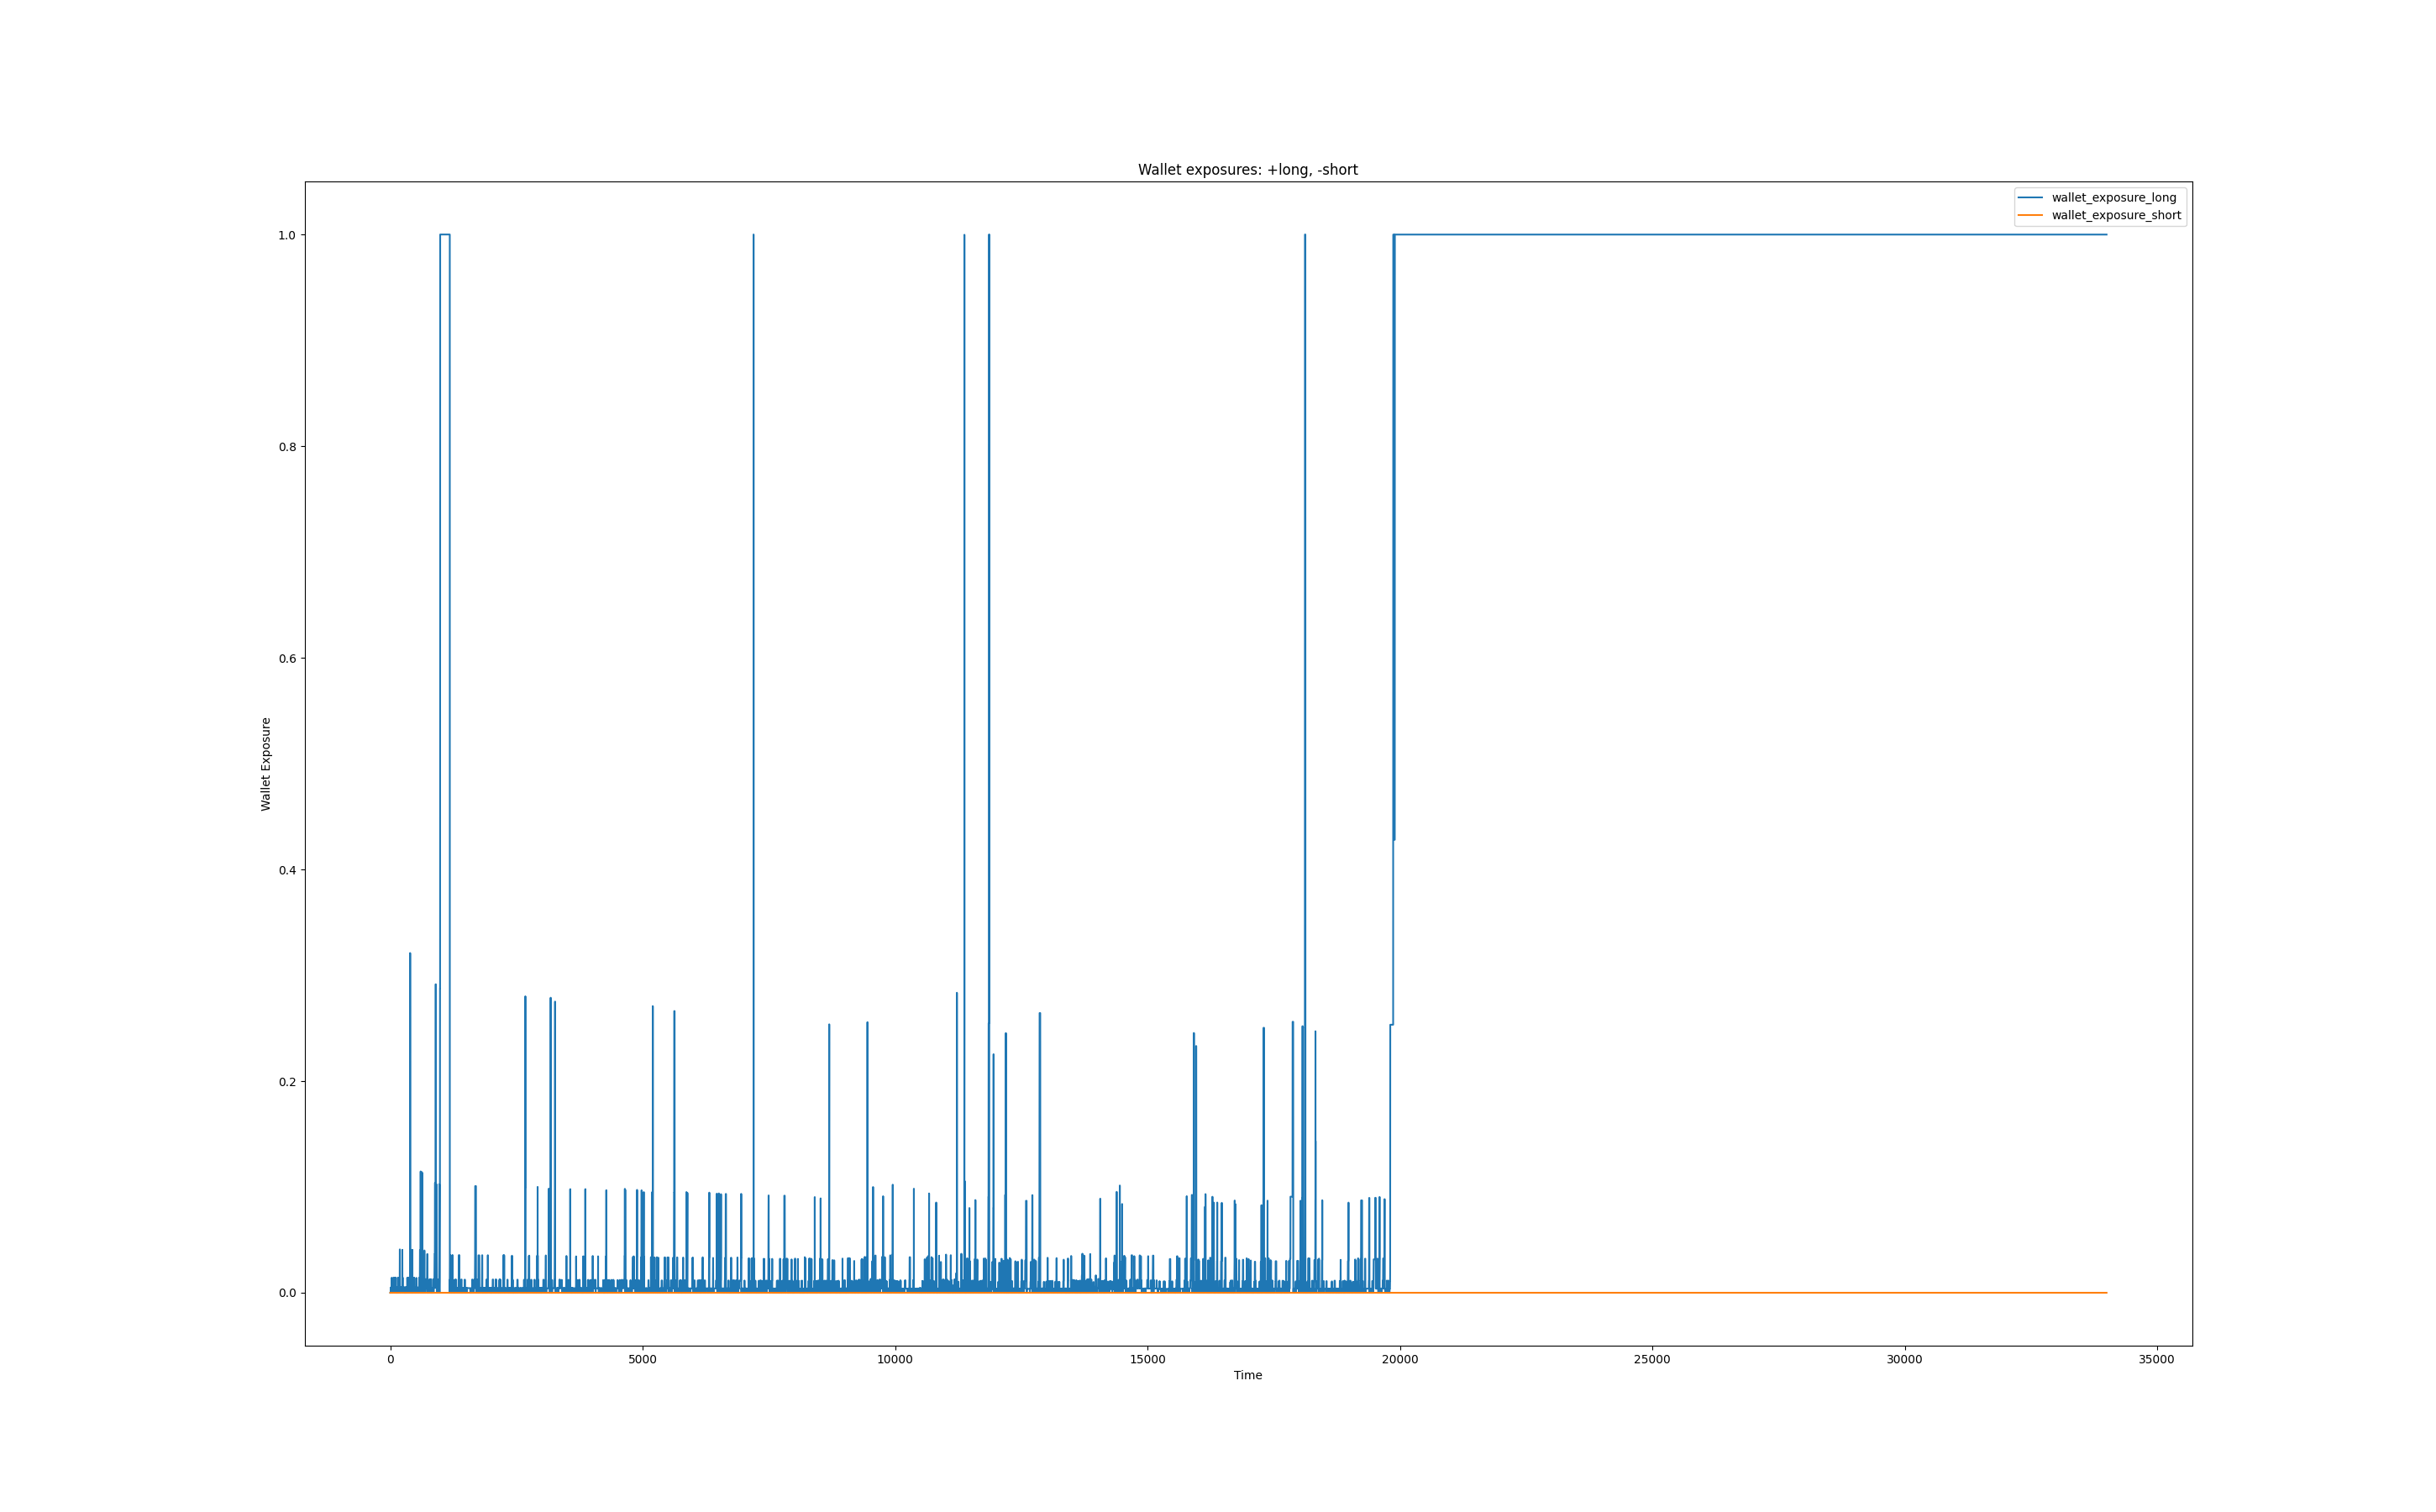 Wallet exposures: +long, -short
wallet_exposure_long
wallet_exposure_short
1.0
0.8
0.6
0.4
0.2
0.0
Wallet Exposure
0 5000 10000 15000 20000 25000 30000 35000
Time